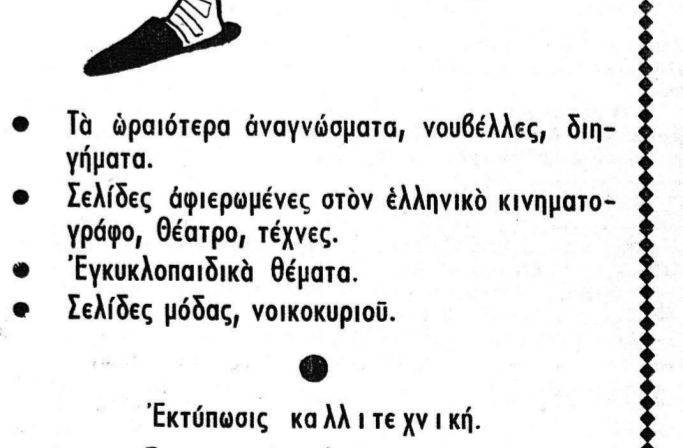 ● Τὰ ὡραιότερα ἀναγνώσματα, νουβέλλες, διη-
γήματα.
● Σελίδες ἀφιερωμένες στὸν ἑλληνικὸ κινηματο-
γράφο, θέατρο, τέχνες.
● Ἐγκυκλοπαιδικὰ θέματα.
● Σελίδες μόδας, νοικοκυριοῦ.
Ἐκτύπωσις καλλιτεχνική.